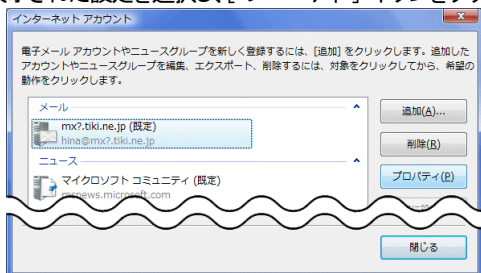 インターネット アカウント
電子メール アカウントやニュースグループを新しく登録するには、[追加] をクリックします。追加した
アカウントやニュースグループを編集、エクスポート、削除するには、対象をクリックしてから、希望の
動作をクリックします。
メール
mx?.tiki.ne.jp (既定)
hina@mx?.tiki.ne.jp
ニュース
マイクロソフト コミュニティ (既定)
msnews.microsoft.com
追加(A)...
削除(R)
プロパティ(P)
閉じる